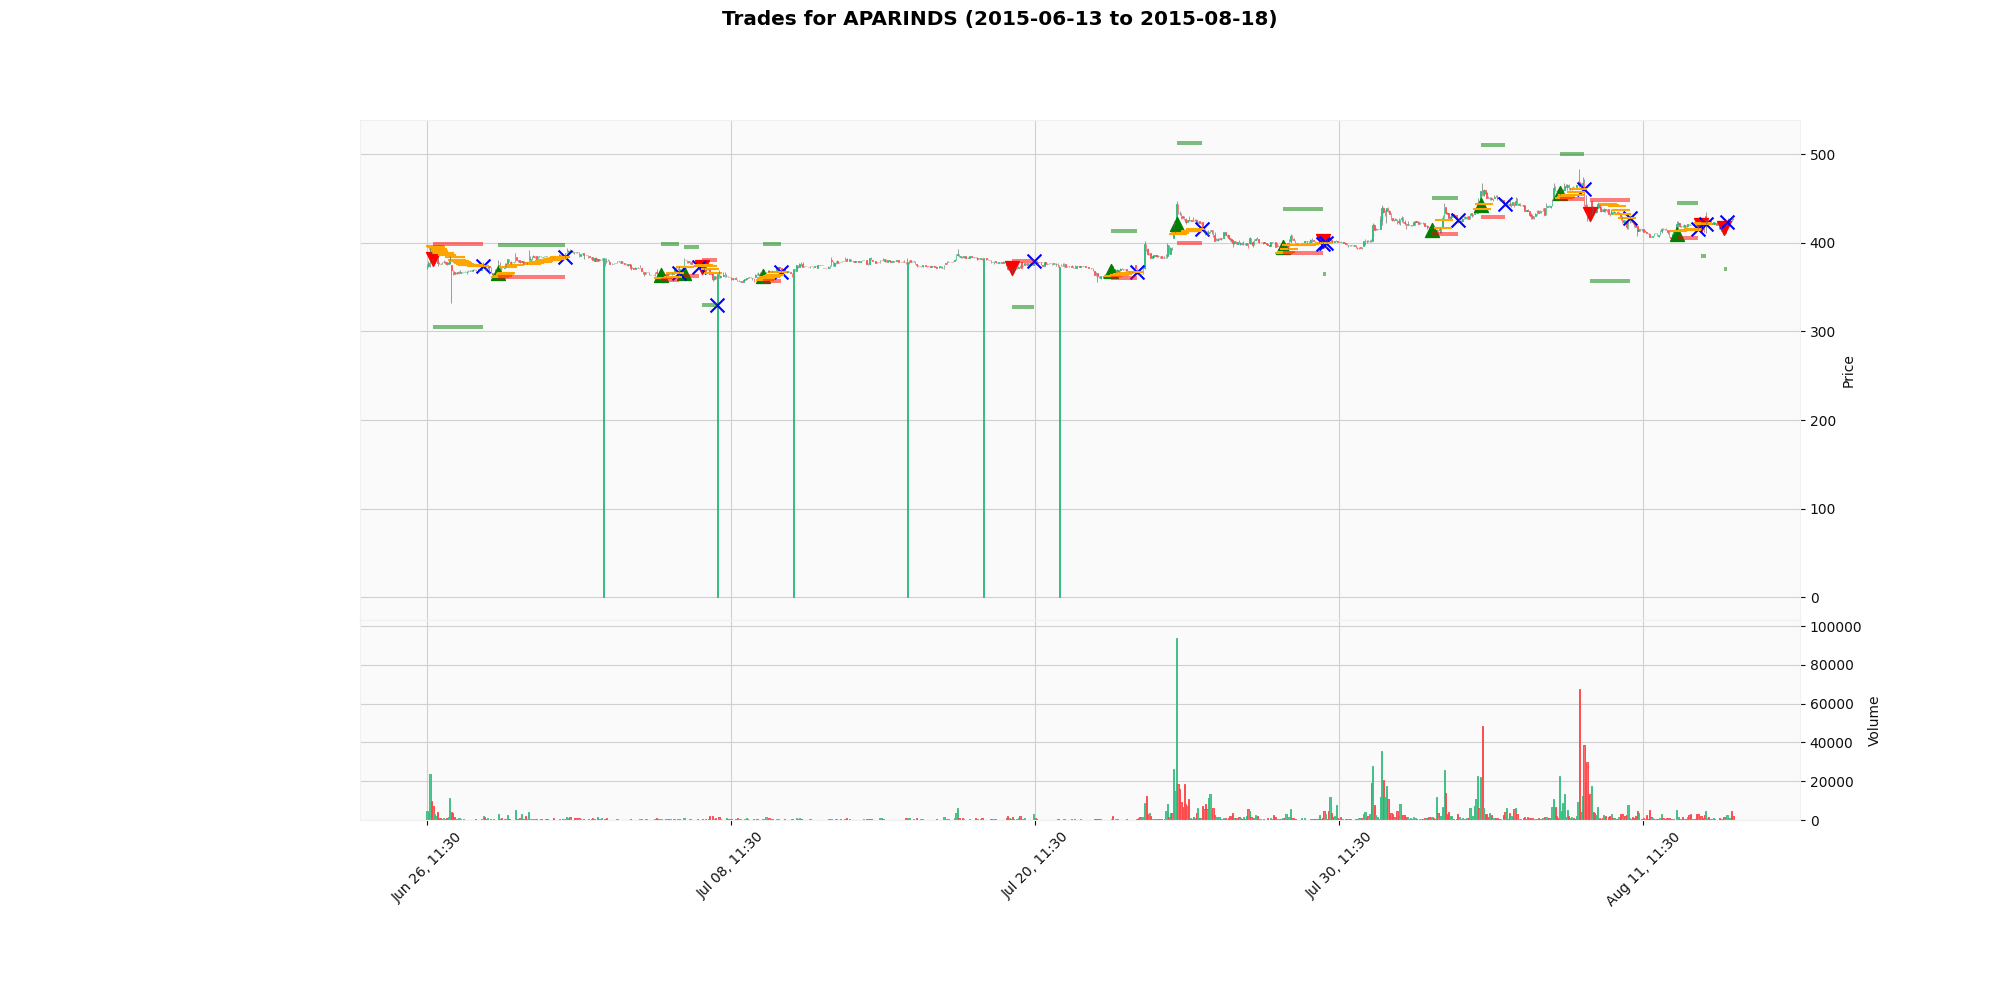 Trades for APARINDS (2015-06-13 to 2015-08-18)
500
400
300
200
100
0
Price
100000
80000
60000
40000
20000
0
Volume
Jun 26, 11:30
Jul 08, 11:30
Jul 20, 11:30
Jul 30, 11:30
Aug 11, 11:30